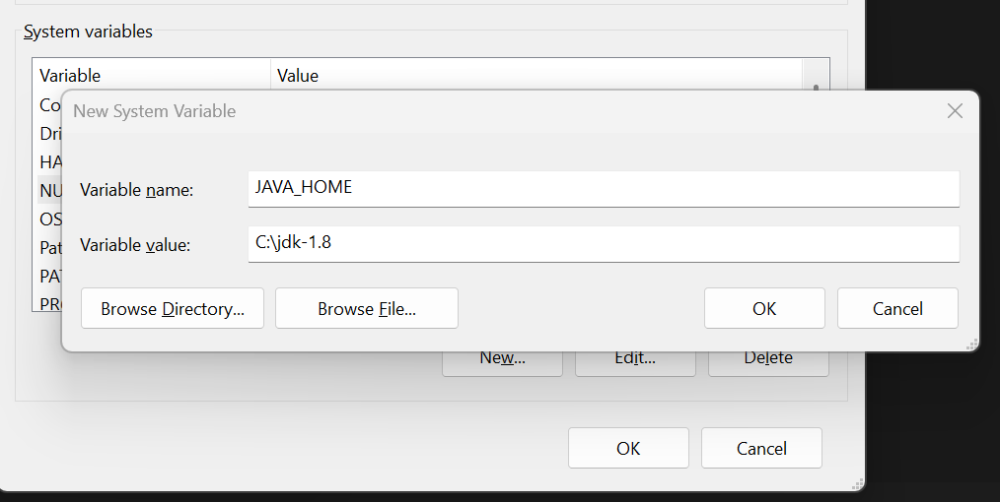 System variables
Variable Value
Co
New System Variable
Dri
HA
Variable name: JAVA_HOME
NU
OS
Variable value: C:\jdk-1.8
Pat
PAT
Browse Directory... Browse File... OK Cancel
PR
New... Edit... Delete
OK Cancel